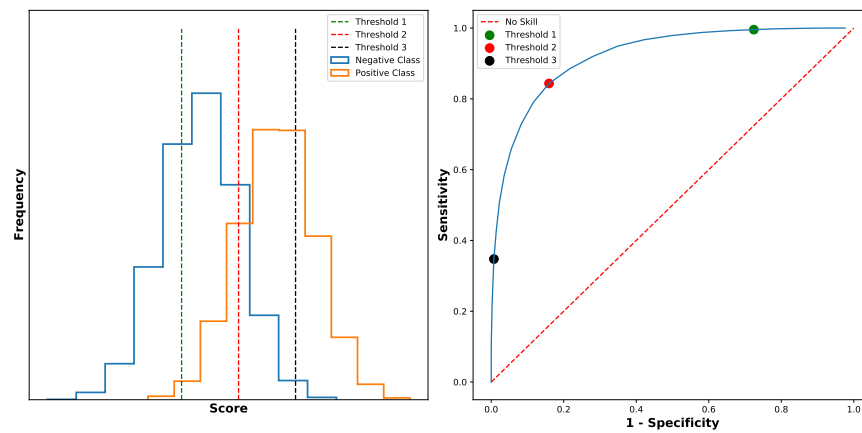 Threshold 1
Threshold 2
Threshold 3
Negative Class
Positive Class
Frequency
Score
No Skill
Threshold 1
Threshold 2
Threshold 3
Sensitivity
1.0
0.8
0.6
0.4
0.2
0.0
0.0 0.2 0.4 0.6 0.8 1.0
1 - Specificity